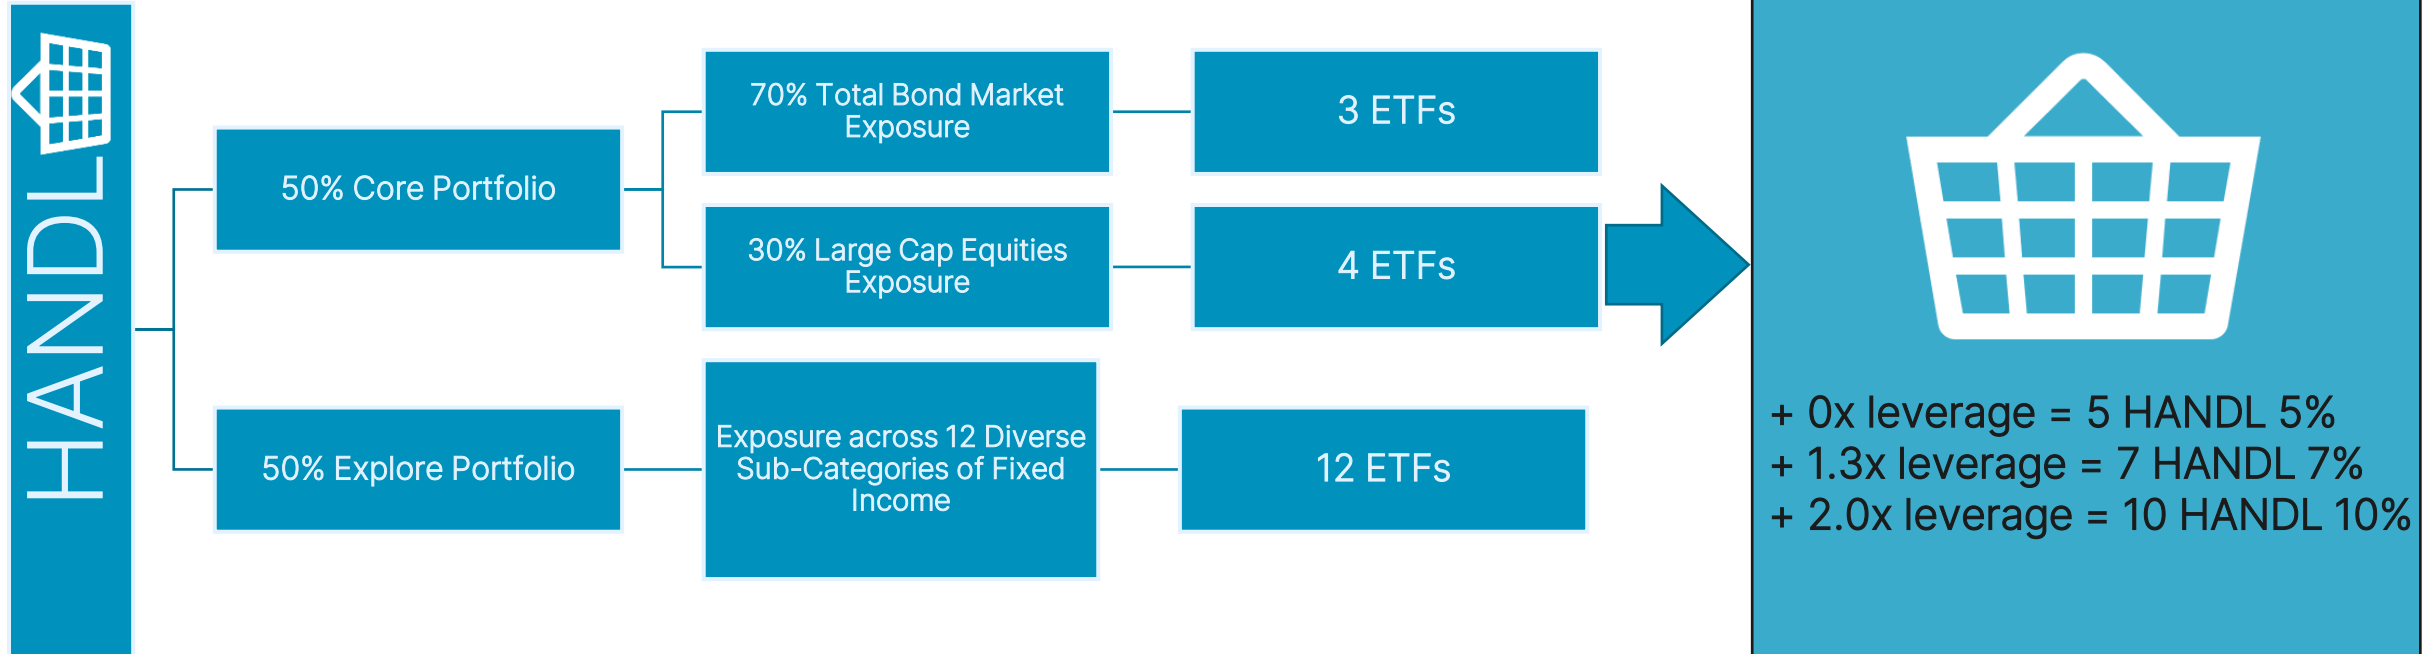 HANDL
50% Core Portfolio
70% Total Bond Market
Exposure
3 ETFs
30% Large Cap Equities
Exposure
4 ETFs
50% Explore Portfolio
Exposure across 12 Diverse
Sub-Categories of Fixed
Income
12 ETFs
+ 0x leverage = 5 HANDL 5%
+ 1.3x leverage = 7 HANDL 7%
+ 2.0x leverage = 10 HANDL 10%